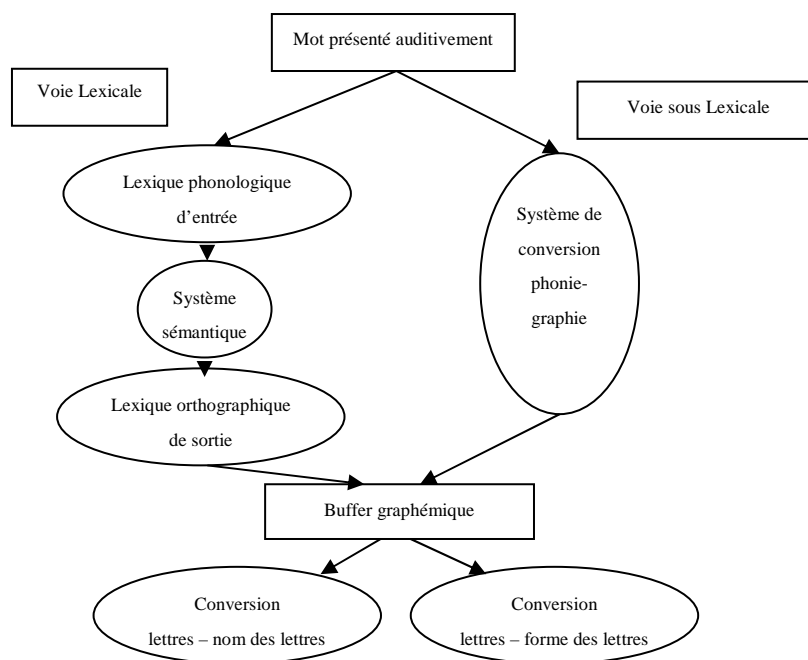 Mot présenté auditivement
Voie Lexicale
Voie sous Lexicale
Lexique phonologique
d’entrée
Système de
conversion
phonie-
graphie
Système
sémantique
Lexique orthographique
de sortie
Buffer graphémique
Conversion
lettres – nom des lettres
Conversion
lettres – forme des lettres